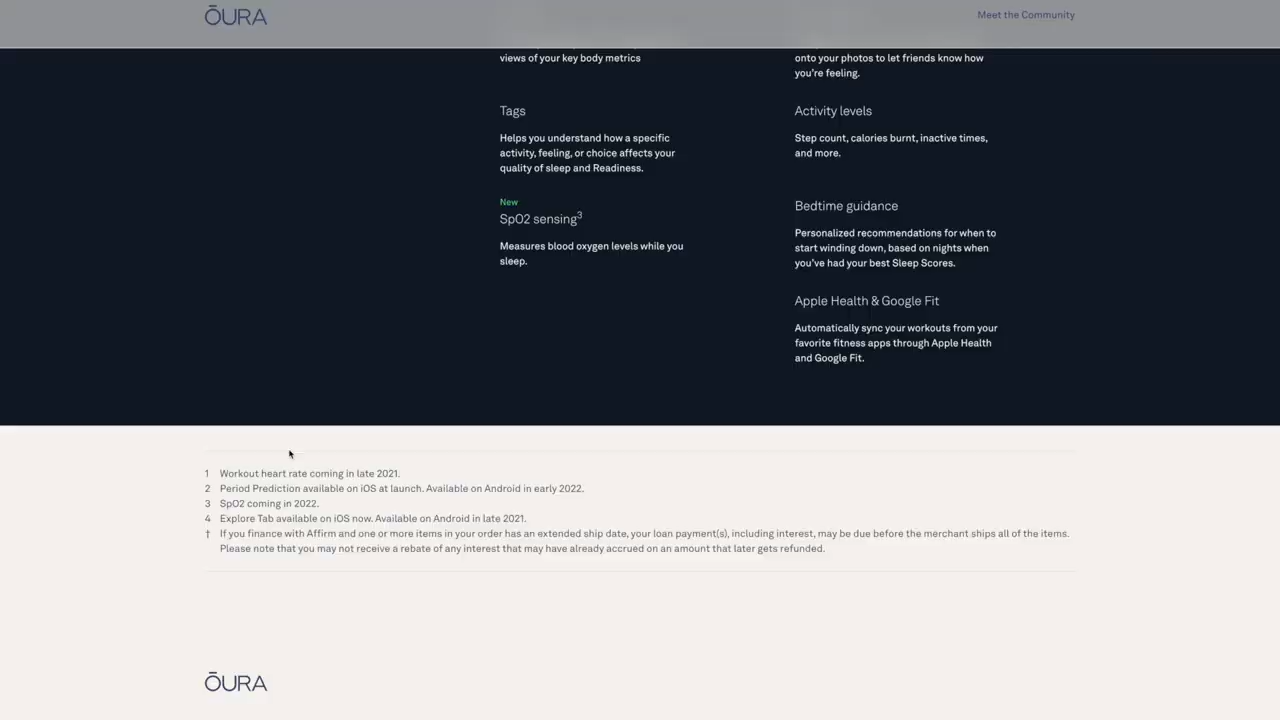 ŌURA
Meet the Community
views of your key body metrics
onto your photos to let friends know how
you're feeling.
Tags
Helps you understand how a specific
activity, feeling, or choice affects your
quality of sleep and Readiness.
Activity levels
Step count, calories burnt, inactive times,
and more.
New
SpO2 sensing3
Measures blood oxygen levels while you
sleep.
Bedtime guidance
Personalized recommendations for when to
start winding down, based on nights when
you've had your best Sleep Scores.
Apple Health & Google Fit
Automatically sync your workouts from your
favorite fitness apps through Apple Health
and Google Fit.
1 Workout heart rate coming in late 2021.
2 Period Prediction available on iOS at launch. Available on Android in early 2022.
3 SpO2 coming in 2022.
4 Explore Tab available on iOS now. Available on Android in late 2021.
† If you finance with Affirm and one or more items in your order has an extended ship date, your loan payment(s), including interest, may be due before the merchant ships all of the items.
Please note that you may not receive a rebate of any interest that may have already accrued on an amount that later gets refunded.
ŌURA